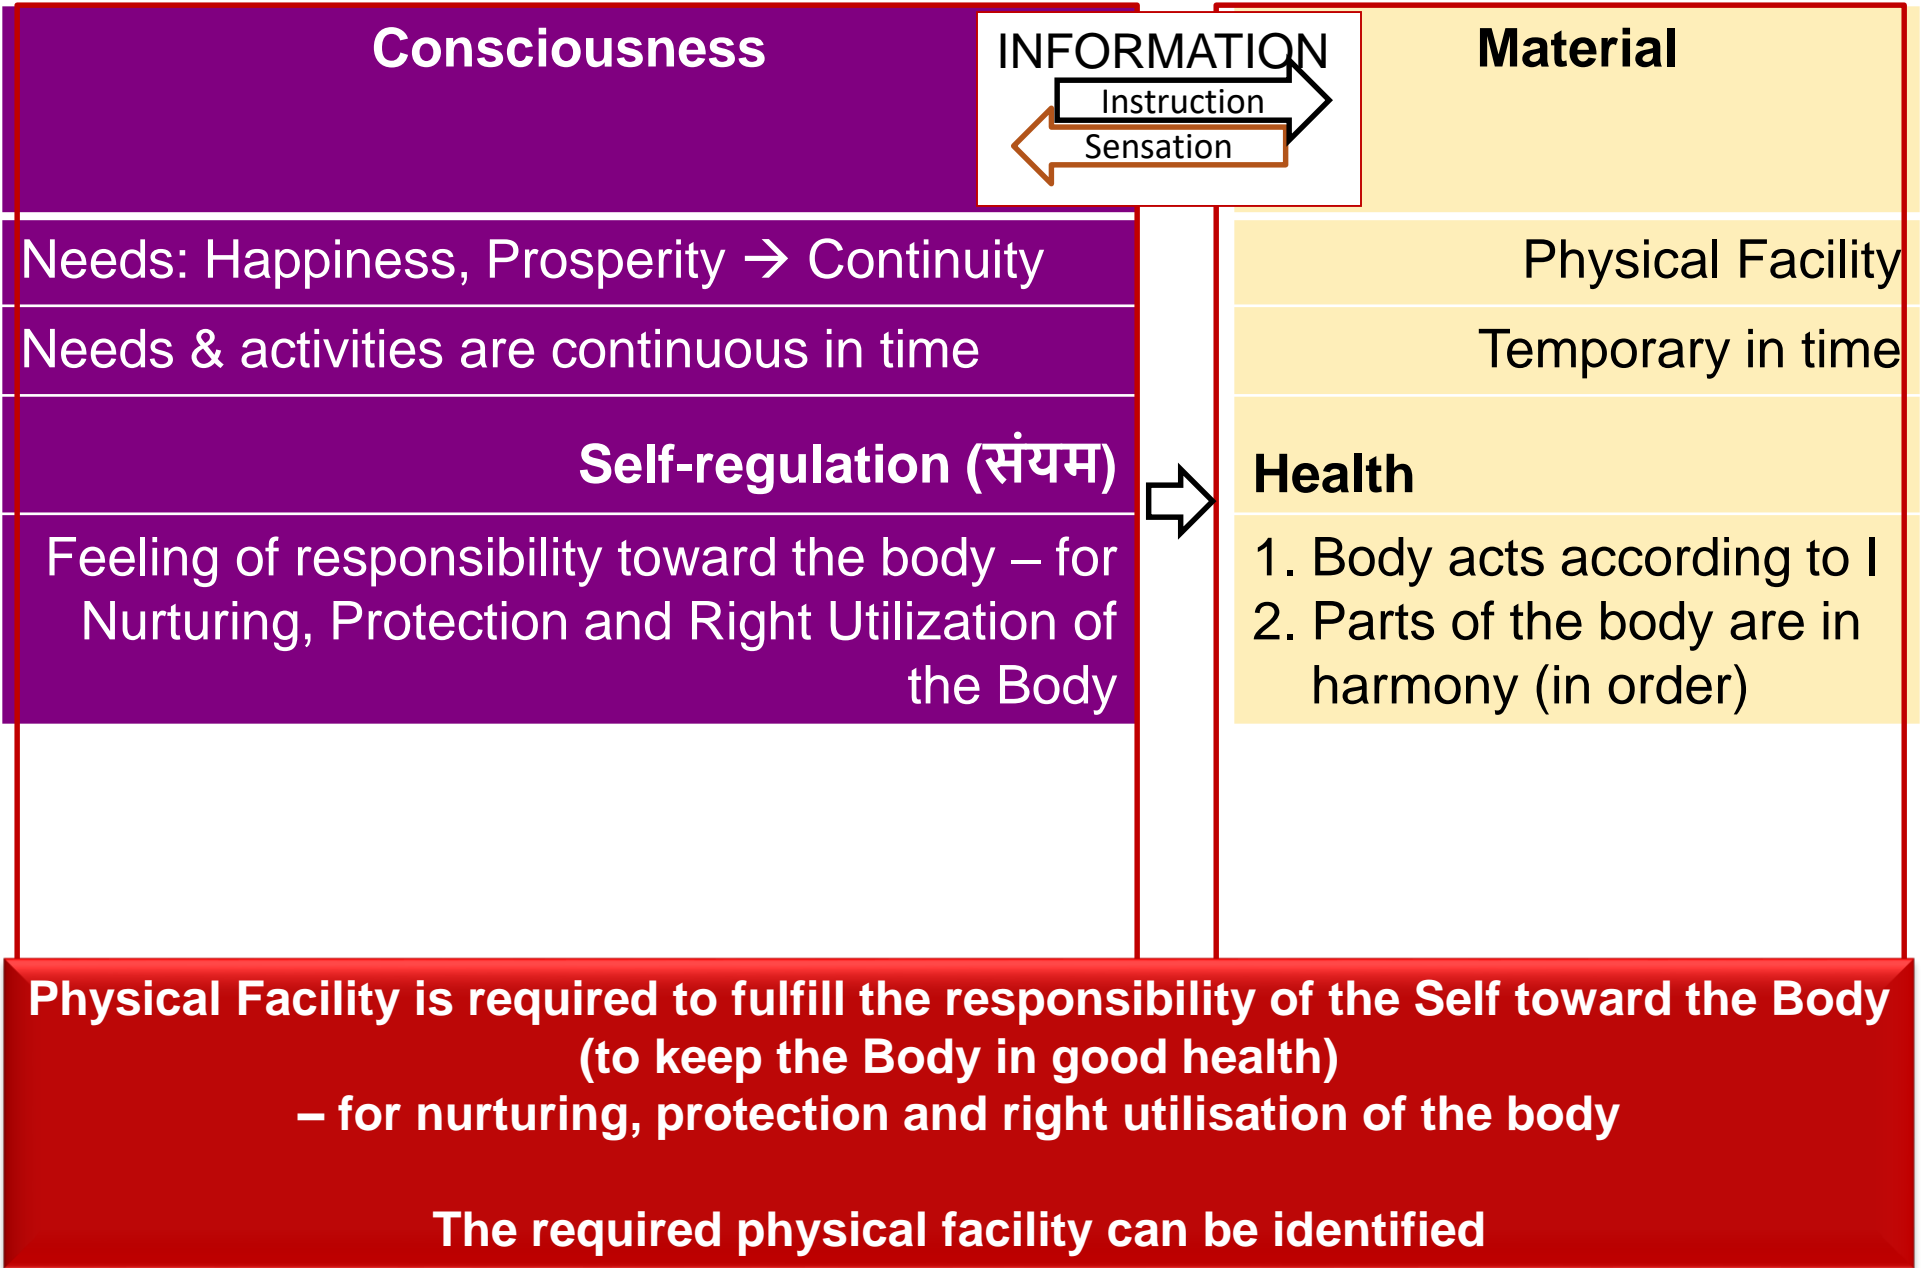 Consciousness
INFORMATION
Instruction
Sensation
Material
Needs: Happiness, Prosperity → Continuity
Physical Facility
Needs & activities are continuous in time
Temporary in time
Self-regulation (संयम)
Health
Feeling of responsibility toward the body – for
Nurturing, Protection and Right Utilization of
the Body
1. Body acts according to I
2. Parts of the body are in
harmony (in order)
Physical Facility is required to fulfill the responsibility of the Self toward the Body
(to keep the Body in good health)
– for nurturing, protection and right utilisation of the body
The required physical facility can be identified